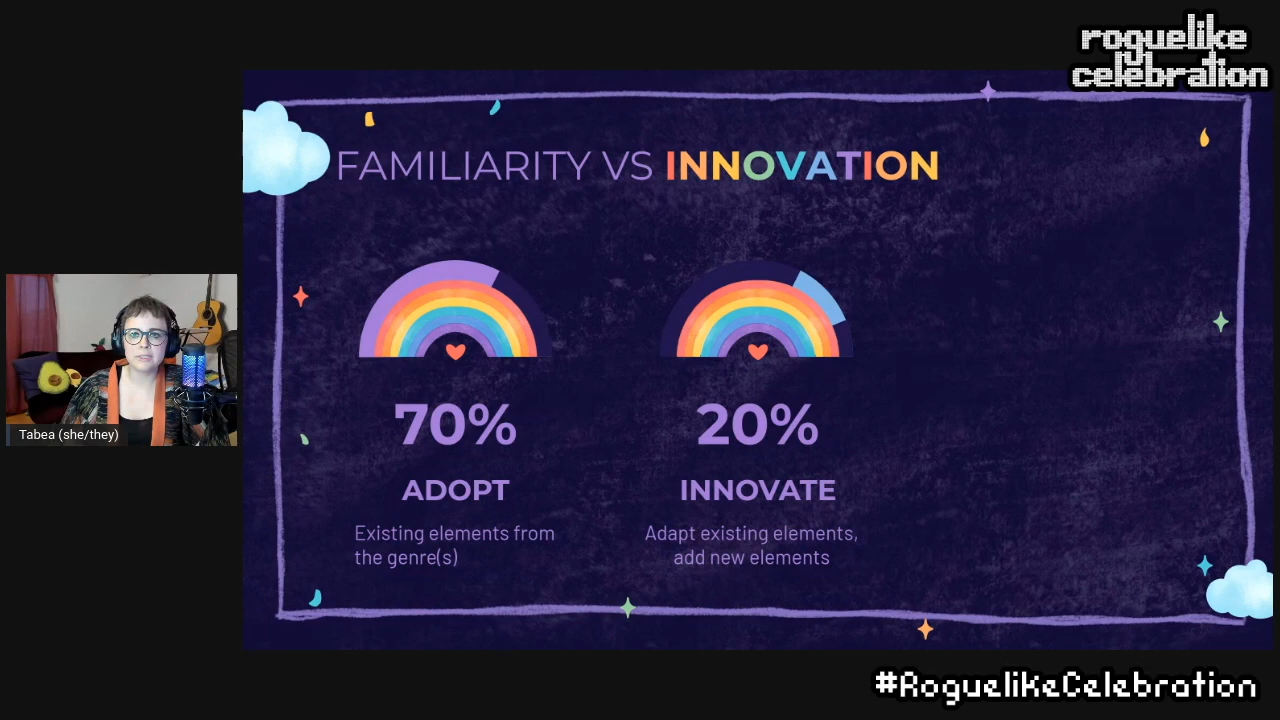 roguelike
celebration
FAMILIARITY VS INNOVATION
70%
ADOPT
Existing elements from
the genre(s)
20%
INNOVATE
Adapt existing elements,
add new elements
Tabea (she/they)
#RoguelikeCelebration